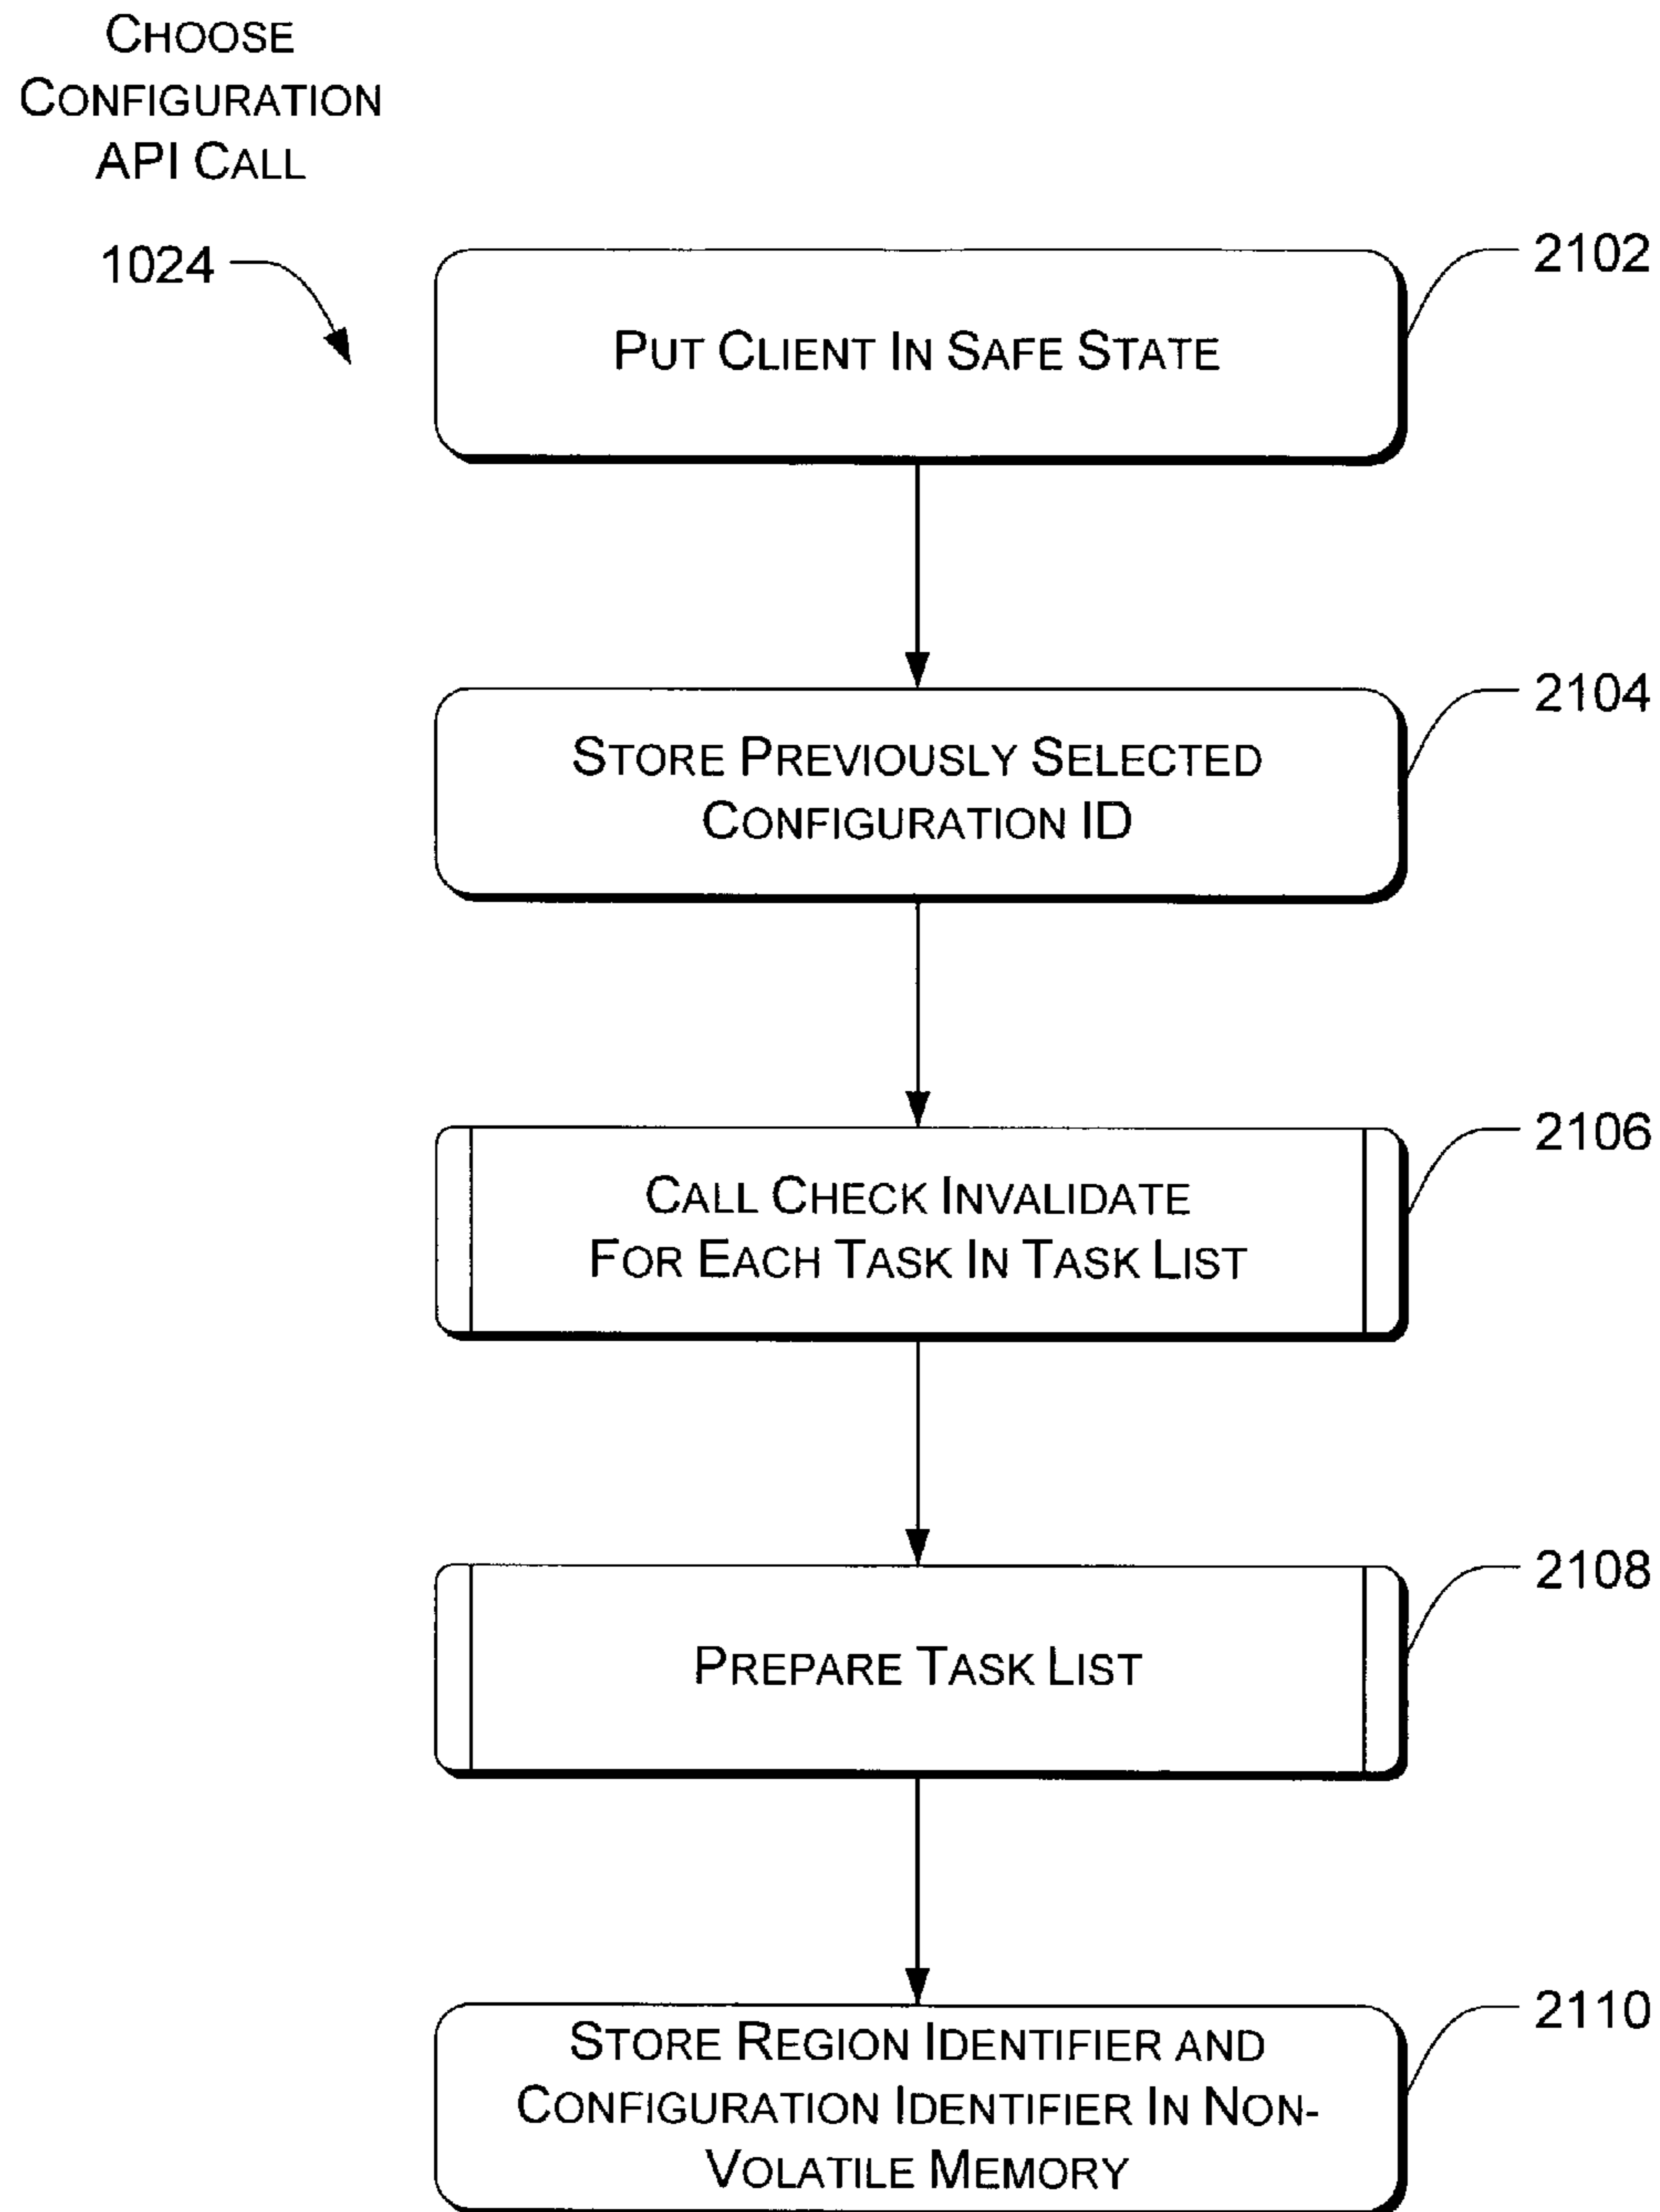 CHOOSE
CONFIGURATION
API CALL
1024
2102
PUT CLIENT IN SAFE STATE
2104
STORE PREVIOUSLY SELECTED
CONFIGURATION ID
2106
CALL CHECK INVALIDATE
FOR EACH TASK IN TASK LIST
2108
PREPARE TASK LIST
2110
STORE REGION IDENTIFIER AND
CONFIGURATION IDENTIFIER IN NON-
VOLATILE MEMORY